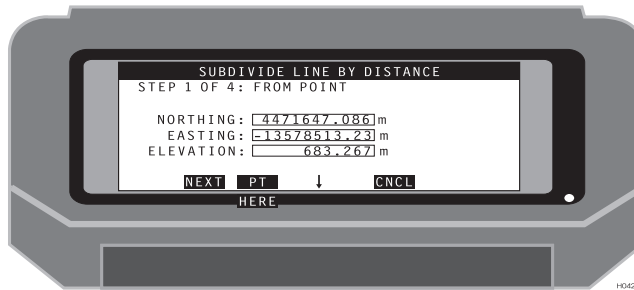 SUBDIVIDE LINE BY DISTANCE
STEP 1 OF 4: FROM POINT
NORTHING: 4471647.086 m
EASTING: -13578513.23 m
ELEVATION: 683.267 m
NEXT PT ↓ CNCL
HERE
H042